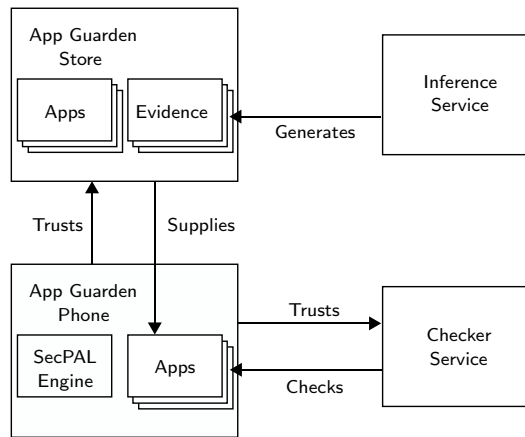 App Guarden
Store
Apps
Evidence
Inference
Service
Generates
Trusts
Supplies
App Guarden
Phone
SecPAL
Engine
Apps
Trusts
Checks
Checker
Service